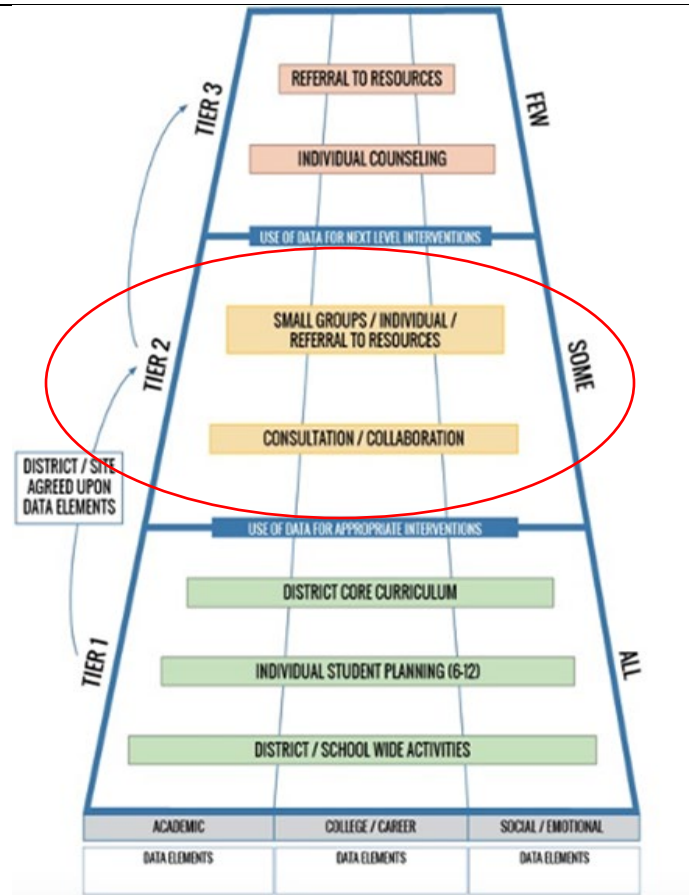 REFERRAL TO RESOURCES
TIER 3
FEW
INDIVIDUAL COUNSELING
USE OF DATA FOR NEXT LEVEL INTERVENTIONS
SMALL GROUPS / INDIVIDUAL /
REFERRAL TO RESOURCES
TIER 2
SOME
CONSULTATION / COLLABORATION
DISTRICT / SITE
AGREED UPON
DATA ELEMENTS
USE OF DATA FOR APPROPRIATE INTERVENTIONS
DISTRICT CORE CURRICULUM
TIER 1
ALL
INDIVIDUAL STUDENT PLANNING (6-12)
DISTRICT / SCHOOL WIDE ACTIVITIES
ACADEMIC
COLLEGE / CAREER
SOCIAL / EMOTIONAL
DATA ELEMENTS
DATA ELEMENTS
DATA ELEMENTS